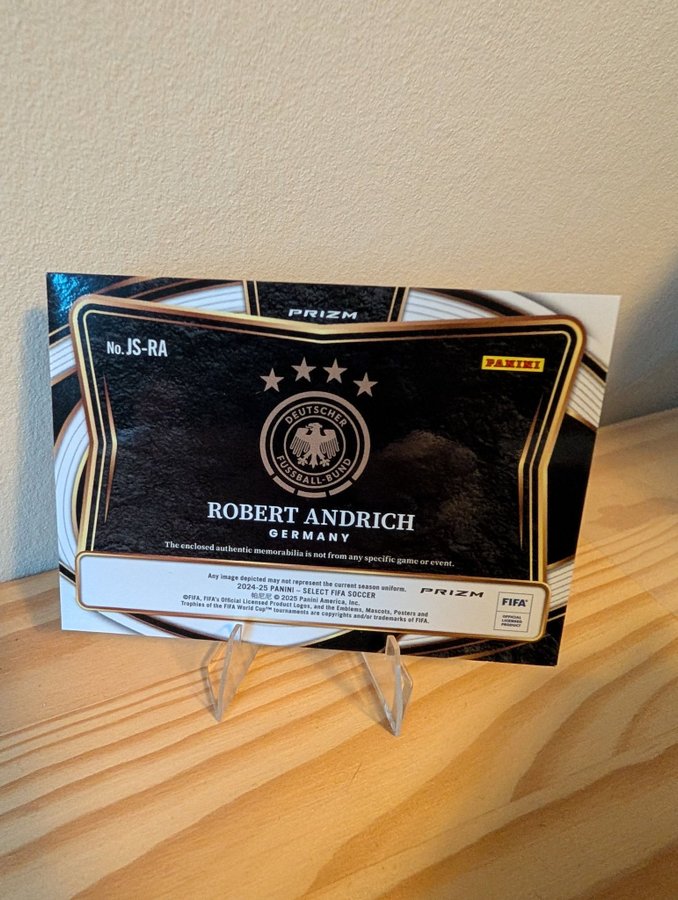 PRIZM
No. JS-RA
PANINI
DEUTSCHER
FUSSBALL-BUND
ROBERT ANDRICH
GERMANY
The enclosed authentic memorabilia is not from any specific game or event.
Any image depicted may not represent the current season uniform.
2024-25 PANINI – SELECT FIFA SOCCER
帕尼尼 © 2025 Panini America, Inc.
©FIFA, FIFA's Official Licensed Product Logos, and the Emblems, Mascots, Posters and
Trophies of the FIFA World Cup™ tournaments are copyrights and/or trademarks of FIFA.
PRIZM
FIFA
OFFICIAL
LICENSED
PRODUCT